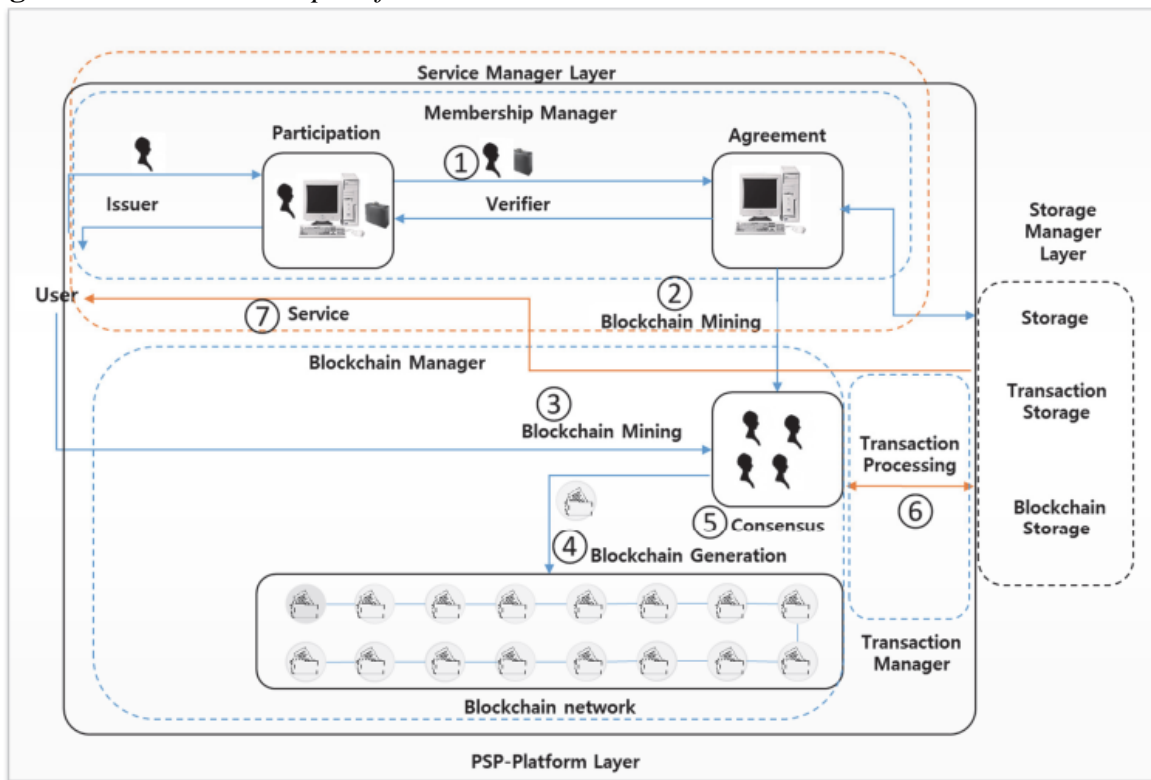 Service Manager Layer
Membership Manager
Participation
Agreement
①
Issuer
Verifier
Storage
Manager
Layer
User
②
Blockchain Mining
⑦ Service
Storage
Blockchain Manager
③
Blockchain Mining
Transaction
Storage
Transaction
Processing
⑥
Blockchain
Storage
⑤ Consensus
④ Blockchain Generation
Transaction
Manager
Blockchain network
PSP-Platform Layer